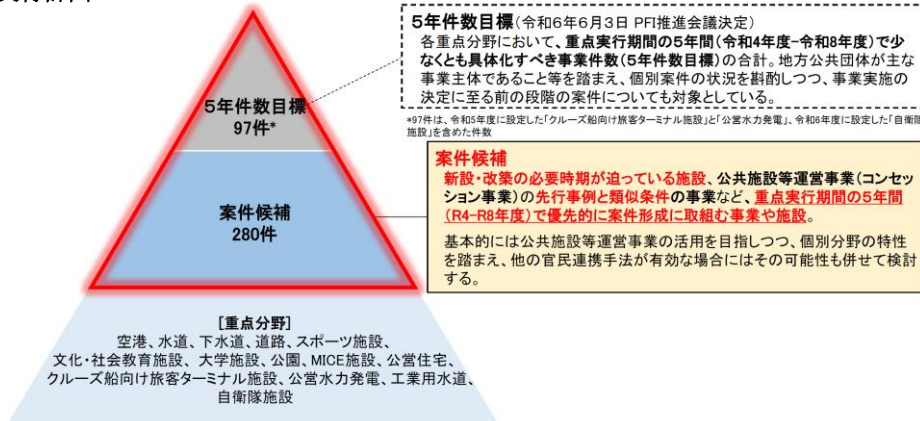 5年件数目標(令和6年6月3日 PFI推進会議決定)
各重点分野において、重点実行期間の5年間(令和4年度-令和8年度)で少
なくとも具体化すべき事業件数(5年件数目標)の合計。地方公共団体が主な
事業主体であること等を踏まえ、個別案件の状況を斟酌しつつ、事業実施の
決定に至る前の段階の案件についても対象としている。
*97件は、令和5年度に設定した「クルーズ船向け旅客ターミナル施設」と「公営水力発電」、令和6年度に設定した「自衛隊
施設」を含めた件数
5年件数目標
97件*
案件候補
新設・改築の必要時期が迫っている施設、公共施設等運営事業(コンセッ
ション事業)の先行事例と類似条件の事業など、重点実行期間の5年間
(R4-R8年度)で優先的に案件形成に取組む事業や施設。
基本的には公共施設等運営事業の活用を目指しつつ、個別分野の特性
を踏まえ、他の官民連携手法が有効な場合にはその可能性も併せて検討
する。
案件候補
280件
[重点分野]
空港、水道、下水道、道路、スポーツ施設、
文化・社会教育施設、大学施設、公園、MICE施設、公営住宅、
クルーズ船向け旅客ターミナル施設、公営水力発電、工業用水道、
自衛隊施設